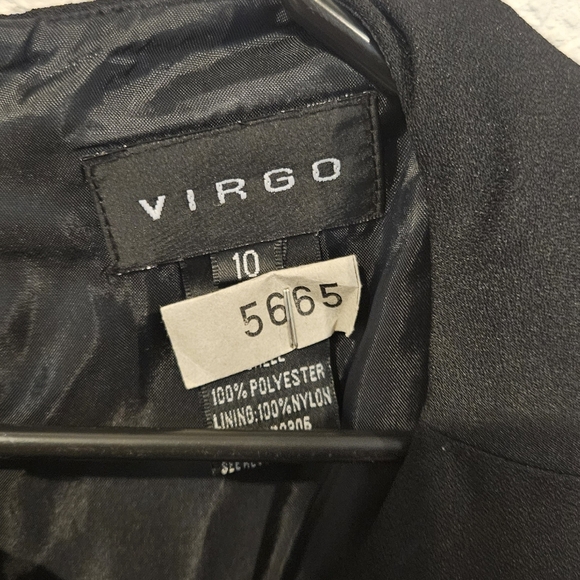 VIRGO
10
5665
100% POLYESTER
LINING:100% NYLON